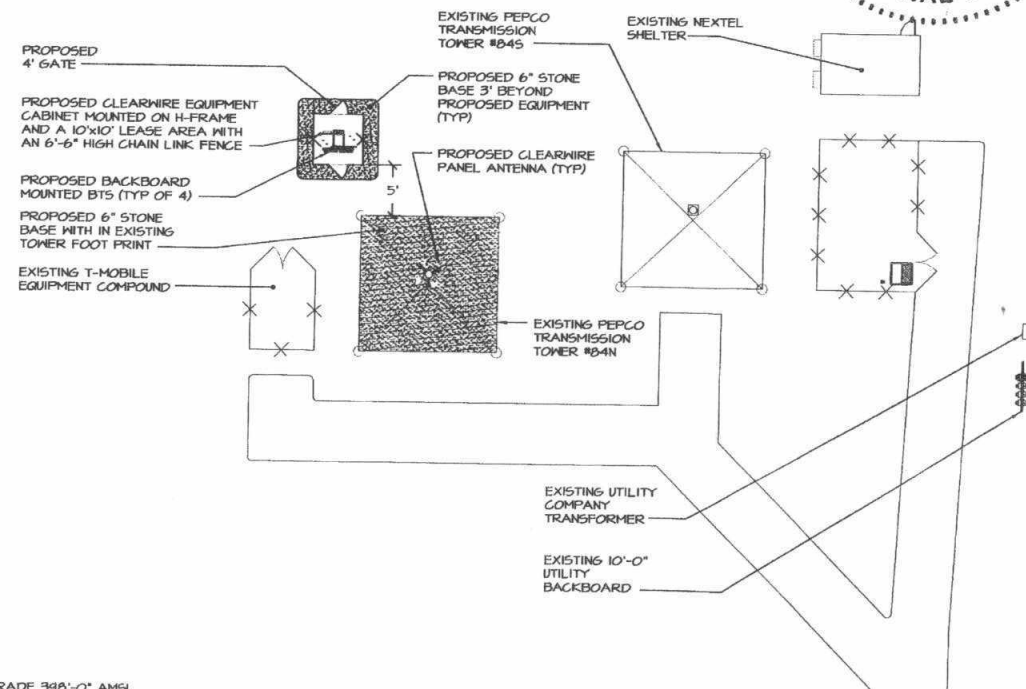 EXISTING PEPCO
TRANSMISSION
TOWER #84S
EXISTING NEXTEL
SHELTER
PROPOSED
4' GATE
PROPOSED 6" STONE
BASE 3' BEYOND
PROPOSED EQUIPMENT
(TYP)
PROPOSED CLEARWIRE EQUIPMENT
CABINET MOUNTED ON H-FRAME
AND A 10'x10' LEASE AREA WITH
AN 6'-6" HIGH CHAIN LINK FENCE
PROPOSED CLEARWIRE
PANEL ANTENNA (TYP)
PROPOSED BACKBOARD
MOUNTED BTS (TYP OF 4)
5'
PROPOSED 6" STONE
BASE WITH IN EXISTING
TOWER FOOT PRINT
EXISTING T-MOBILE
EQUIPMENT COMPOUND
EXISTING PEPCO
TRANSMISSION
TOWER #84N
EXISTING UTILITY
COMPANY
TRANSFORMER
EXISTING 10'-0"
UTILITY
BACKBOARD
398'-0" AMSL